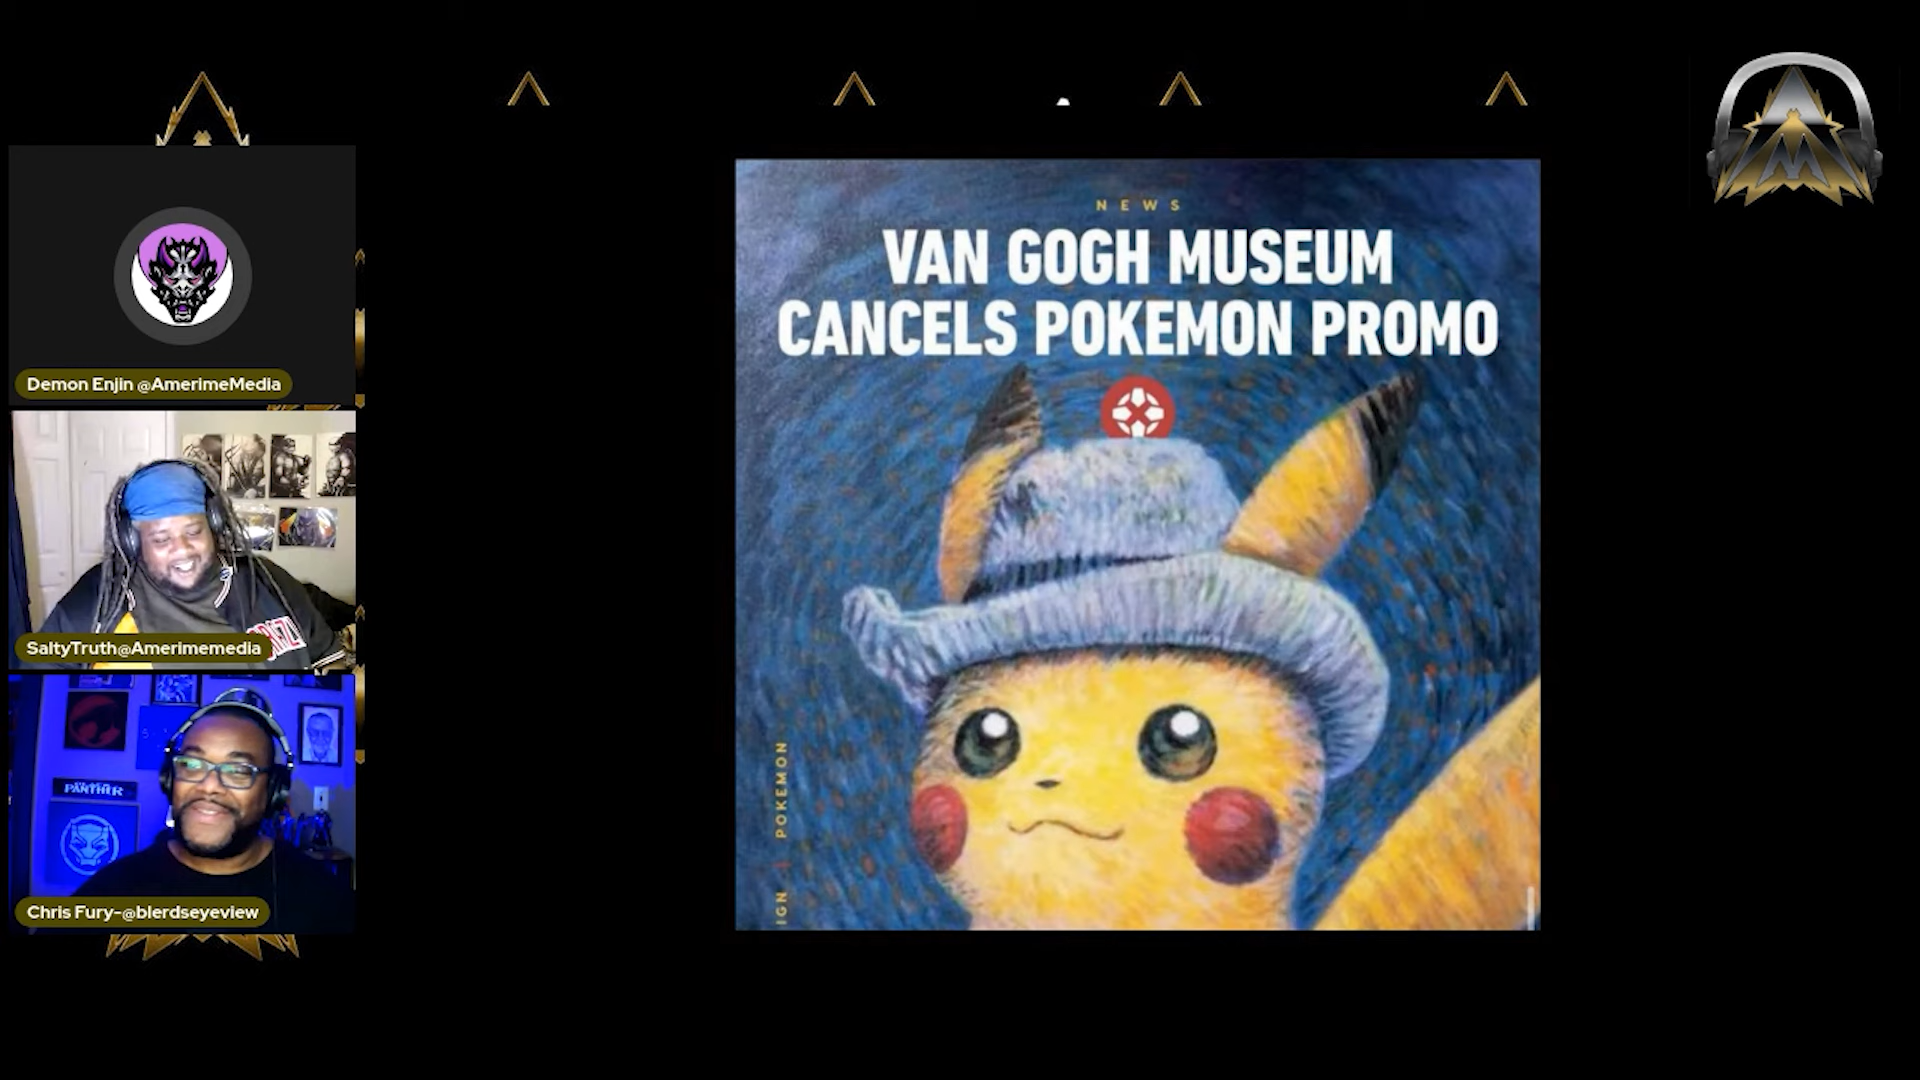 NEWS
VAN GOGH MUSEUM
CANCELS POKEMON PROMO
IGN | POKEMON
Demon Enjin @AmerimeMedia
SaltyTruth@Amerimemedia
PANTHER
Chris Fury-@blerdseyeview